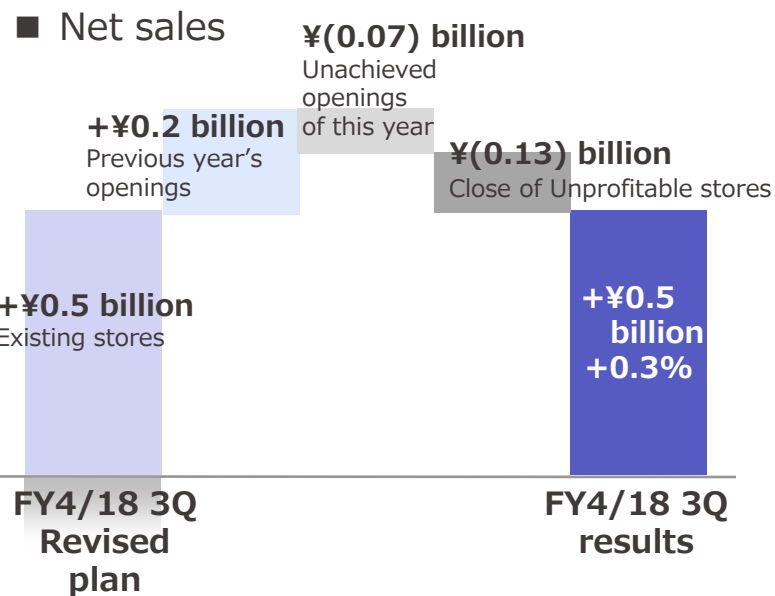 ■ Net sales
¥(0.07) billion
Unachieved
openings
of this year
+¥0.2 billion
Previous year's
openings
¥(0.13) billion
Close of Unprofitable stores
+¥0.5 billion
Existing stores
+¥0.5
billion
+0.3%
FY4/18 3Q
Revised
plan
FY4/18 3Q
results